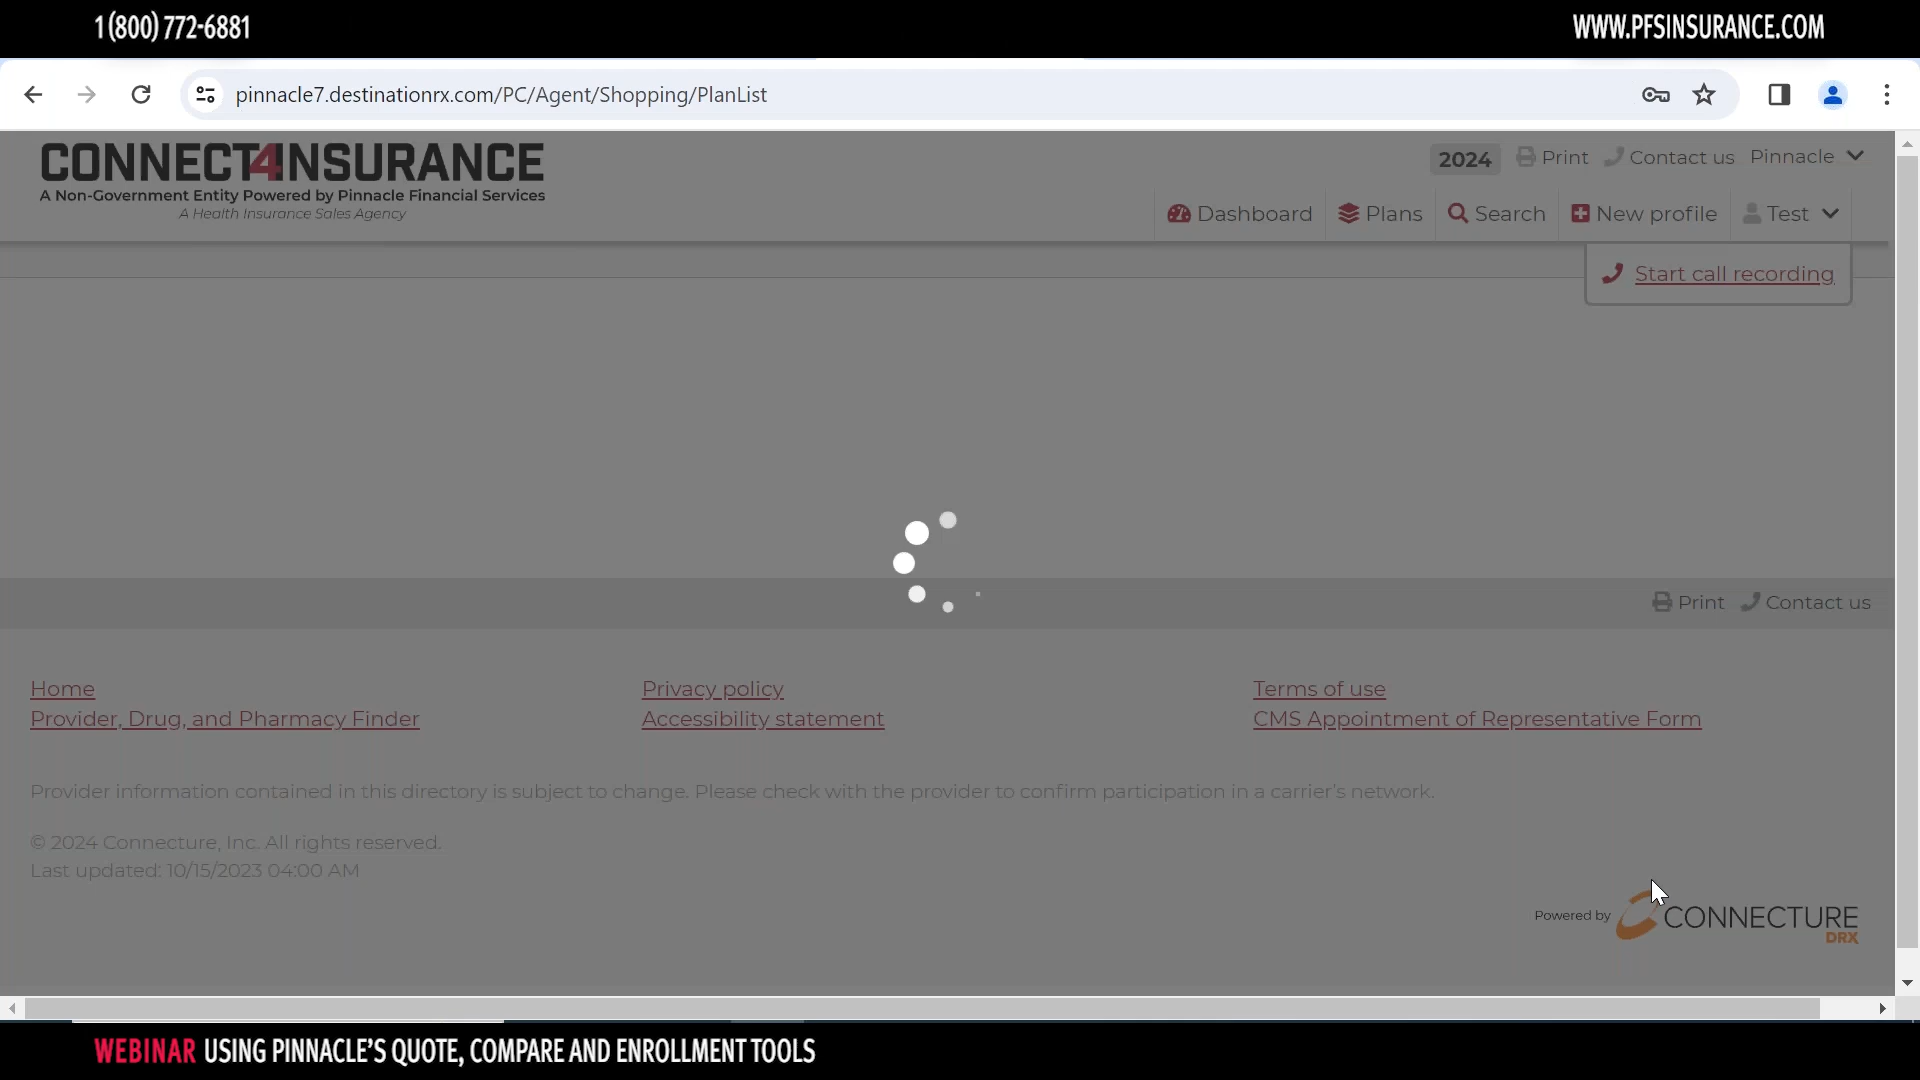 1 (800) 772-6881
WWW.PFSINSURANCE.COM
pinnacle7.destinationrx.com/PC/Agent/Shopping/PlanList
CONNECT4INSURANCE
A Non-Government Entity Powered by Pinnacle Financial Services
A Health Insurance Sales Agency
2024 Print Contact us Pinnacle
Dashboard Plans Search New profile Test
Start call recording
Print Contact us
Home Privacy policy Terms of use
Provider, Drug, and Pharmacy Finder Accessibility statement CMS Appointment of Representative Form
Provider information contained in this directory is subject to change. Please check with the provider to confirm participation in a carrier's network.
© 2024 Connecture, Inc. All rights reserved.
Last updated: 10/15/2023 04:00 AM
Powered by CONNECTURE
DRX
WEBINAR USING PINNACLE'S QUOTE, COMPARE AND ENROLLMENT TOOLS